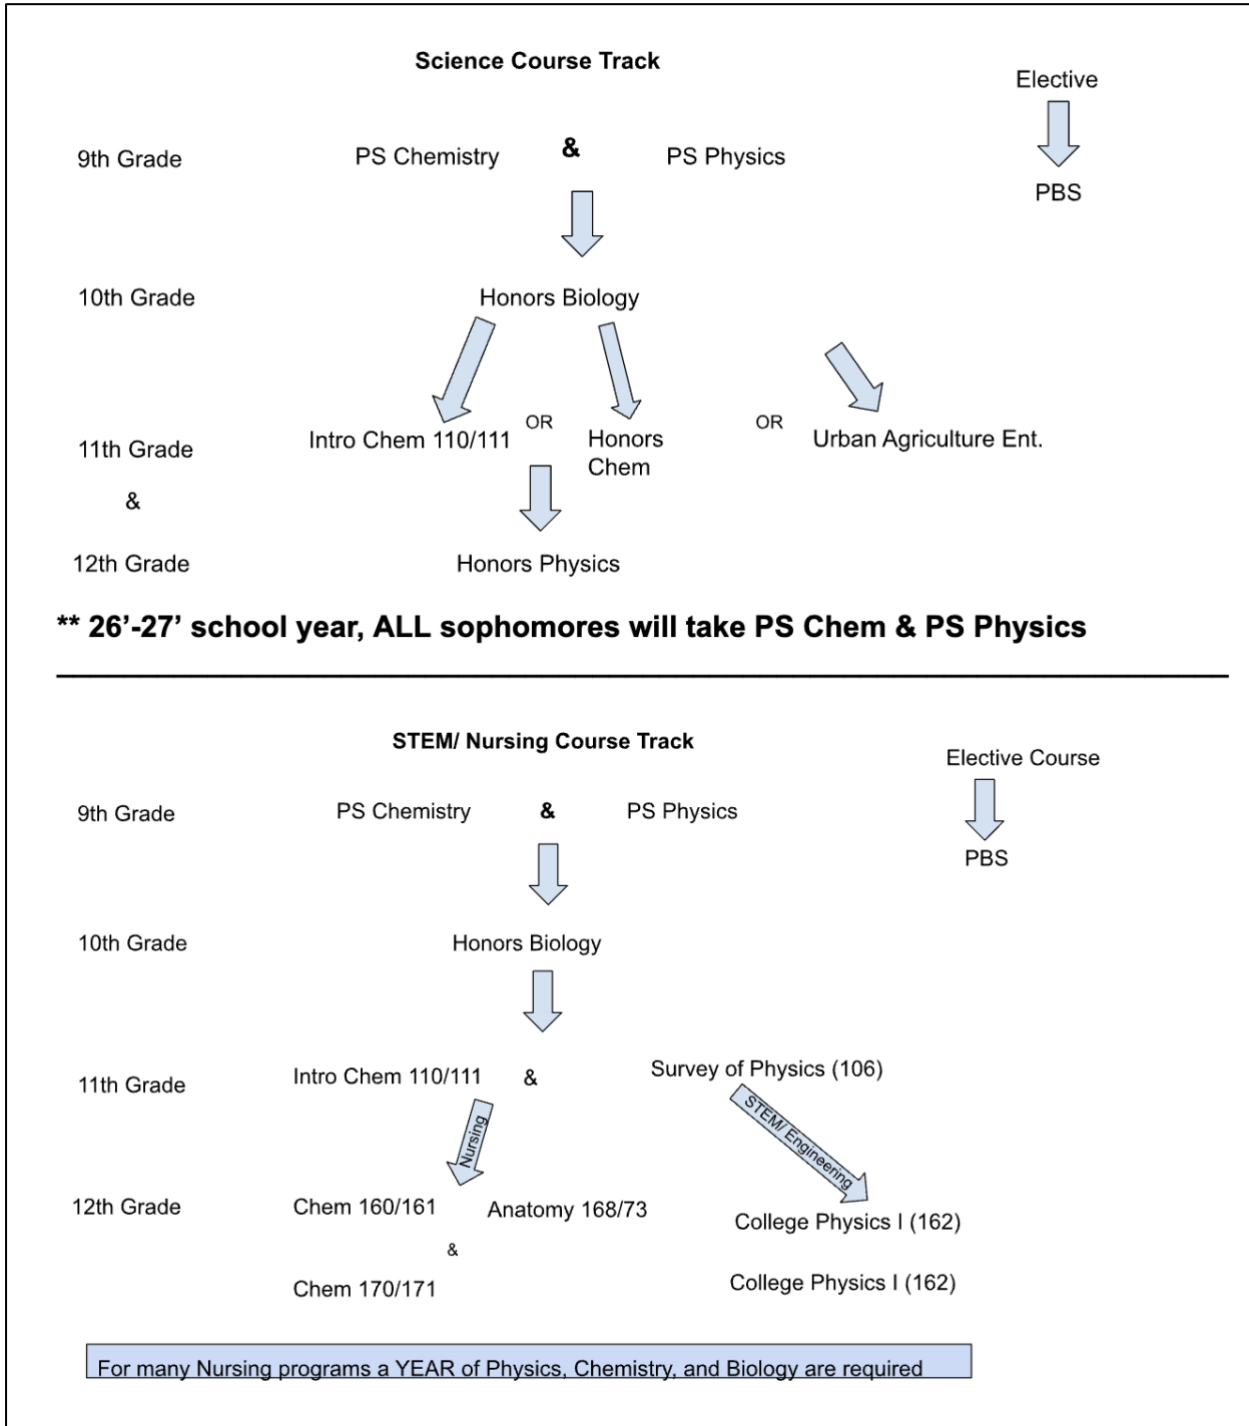 Science Course Track
Elective
9th Grade
PS Chemistry
&
PS Physics
PBS
10th Grade
Honors Biology
11th Grade
Intro Chem 110/111
OR
Honors
Chem
OR
Urban Agriculture Ent.
&
12th Grade
Honors Physics
** 26’-27’ school year, ALL sophomores will take PS Chem & PS Physics
STEM/ Nursing Course Track
Elective Course
9th Grade
PS Chemistry
&
PS Physics
PBS
10th Grade
Honors Biology
11th Grade
Intro Chem 110/111
&
Survey of Physics (106)
Nursing
STEM/ Engineering
12th Grade
Chem 160/161
Anatomy 168/73
College Physics I (162)
&
Chem 170/171
College Physics I (162)
For many Nursing programs a YEAR of Physics, Chemistry, and Biology are required